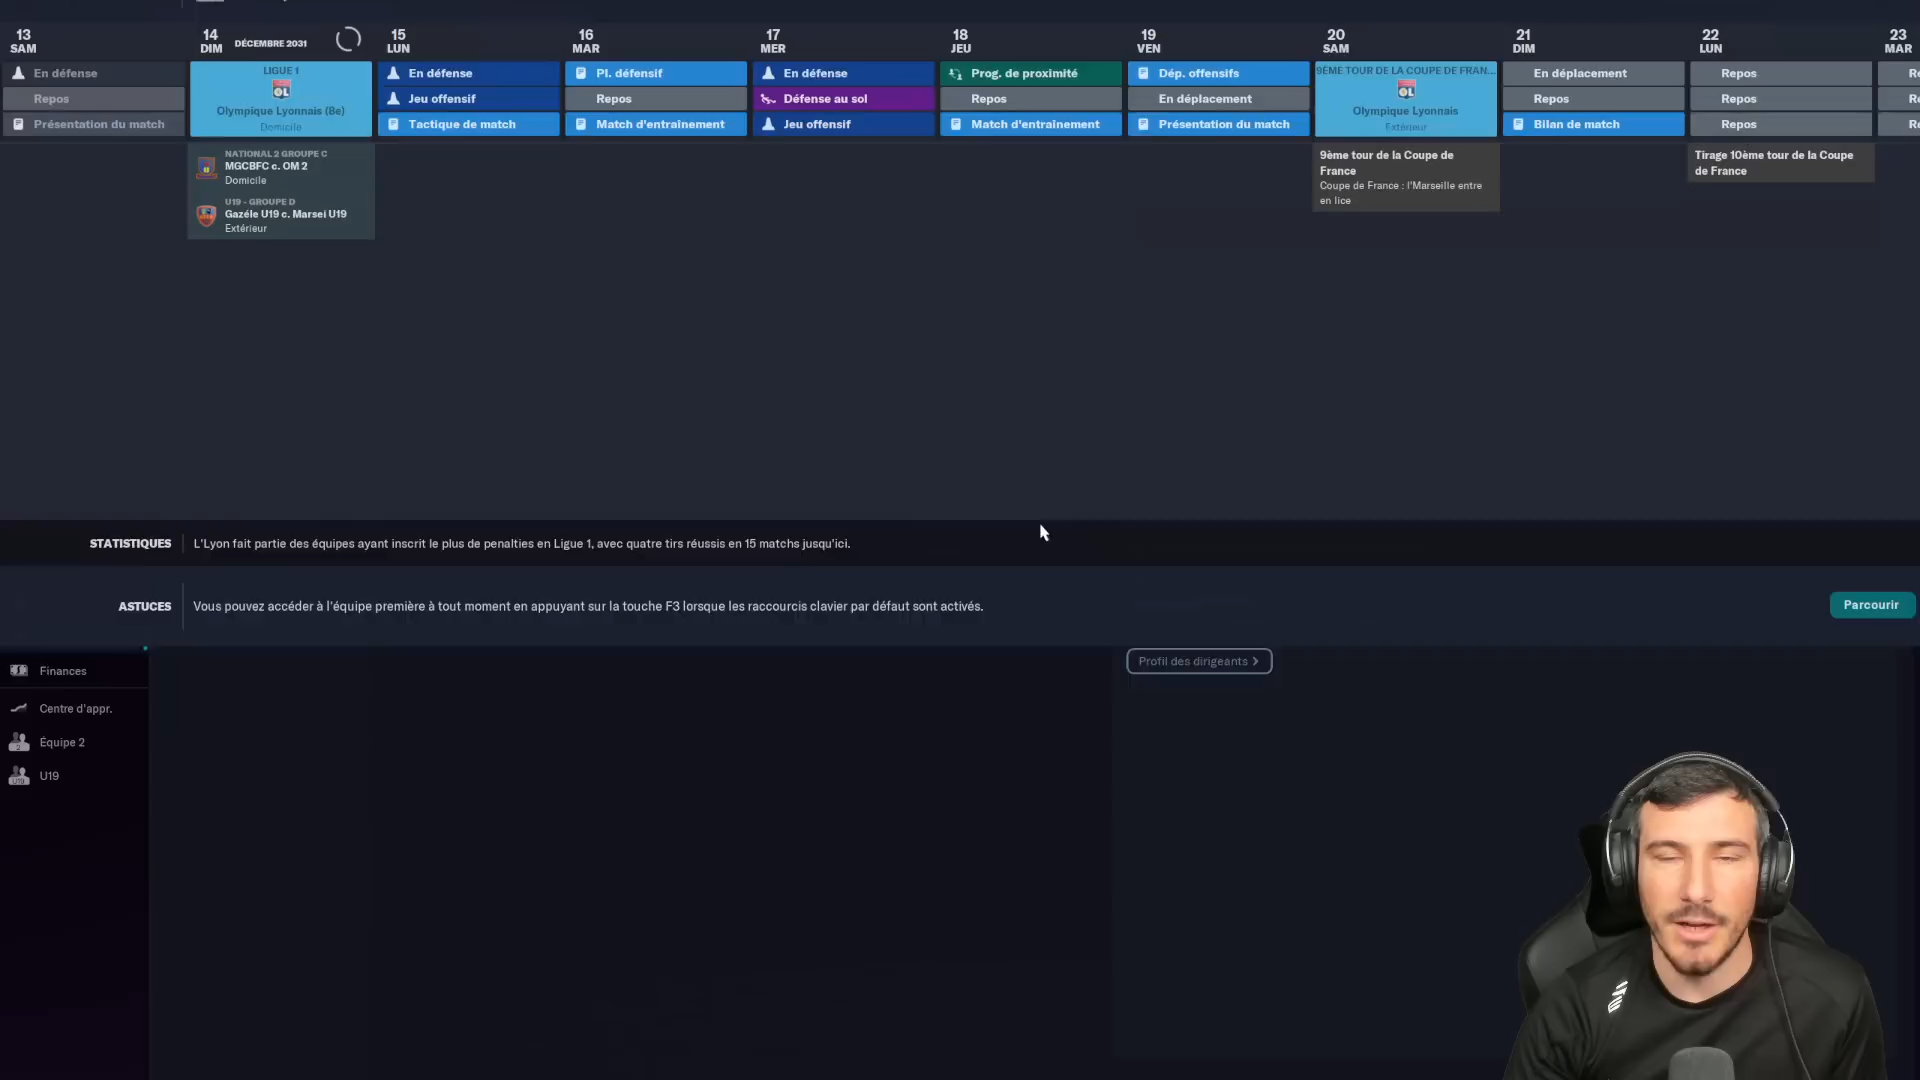 13
SAM
En défense
Repos
Présentation du match
14
DIM
DÉCEMBRE 2031
LIGUE 1
OL
Olympique Lyonnais (8e)
Domicile
NATIONAL 2 GROUPE C
MGCBFC c. OM 2
Domicile
U19 - GROUPE D
Gazéle U19 c. Marsei U19
Extérieur
15
LUN
En défense
Jeu offensif
Tactique de match
16
MAR
Pl. défensif
Repos
Match d'entraînement
17
MER
En défense
Défense au sol
Jeu offensif
18
JEU
Prog. de proximité
Repos
Match d'entraînement
19
VEN
Dép. offensifs
En déplacement
Présentation du match
20
SAM
9ÈME TOUR DE LA COUPE DE FRAN...
OL
Olympique Lyonnais
Extérieur
9ème tour de la Coupe de
France
Coupe de France : l'Marseille entre
en lice
21
DIM
En déplacement
Repos
Bilan de match
22
LUN
Repos
Repos
Repos
Tirage 10ème tour de la Coupe
de France
23
MAR
STATISTIQUES
L'Lyon fait partie des équipes ayant inscrit le plus de penalties en Ligue 1, avec quatre tirs réussis en 15 matchs jusqu'ici.
ASTUCES
Vous pouvez accéder à l'équipe première à tout moment en appuyant sur la touche F3 lorsque les raccourcis clavier par défaut sont activés.
Parcourir
Finances
Profil des dirigeants >
Centre d'appr.
Équipe 2
U19